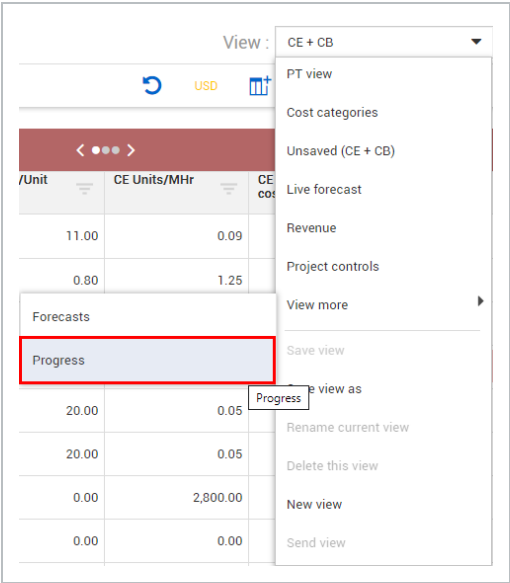 View : CE + CB
USD
PT view
Cost categories
Unsaved (CE + CB)
Live forecast
Revenue
Project controls
View more
Save view
e view as
Rename current view
Delete this view
New view
Send view
/Unit
CE Units/MHr
CE
cos
11.00
0.09
0.80
1.25
Forecasts
Progress
Progress
20.00
0.05
20.00
0.05
0.00
2,800.00
0.00
0.00